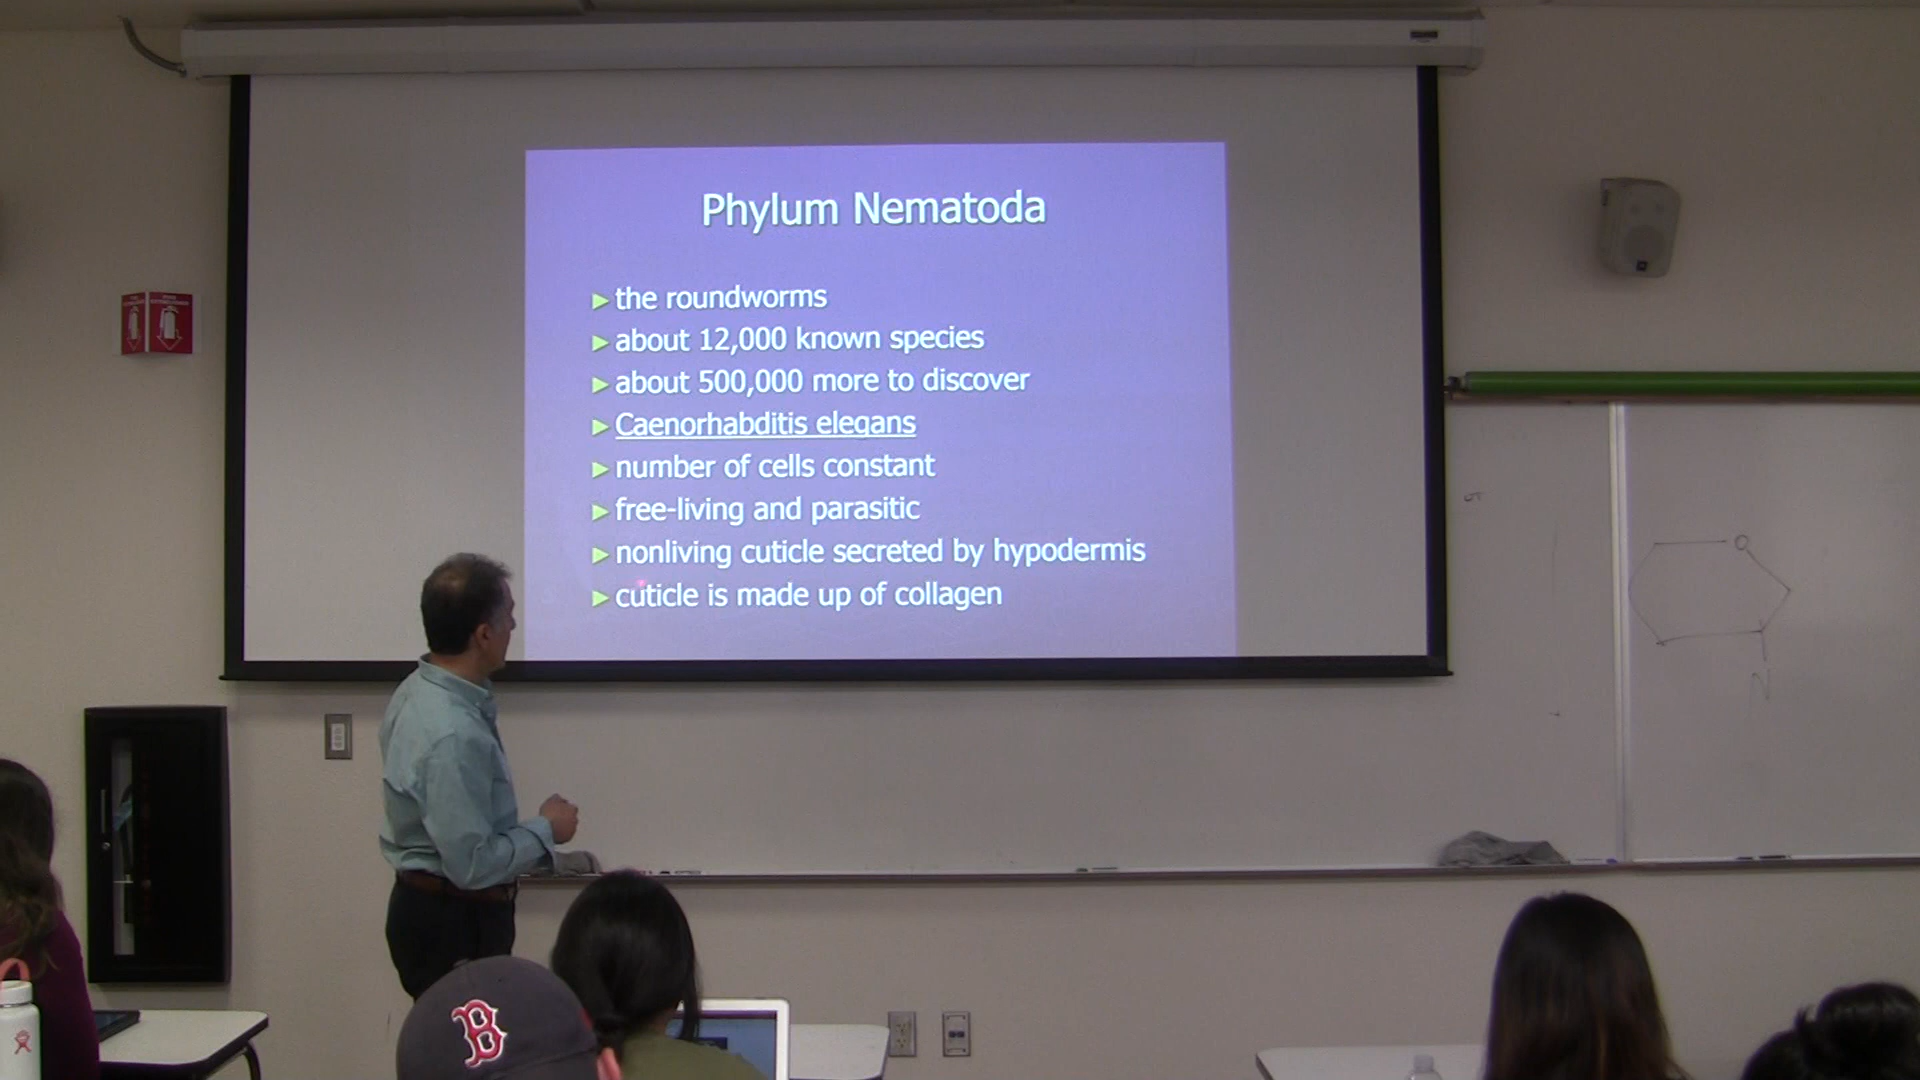 Phylum Nematoda
the roundworms
about 12,000 known species
about 500,000 more to discover
Caenorhabditis elegans
number of cells constant
free-living and parasitic
nonliving cuticle secreted by hypodermis
cuticle is made up of collagen
O
N
B